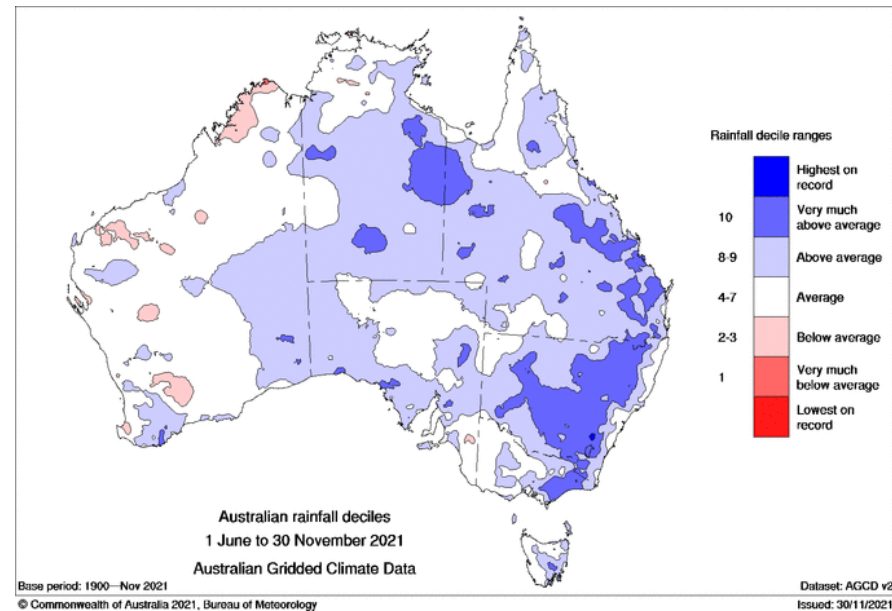 Rainfall decile ranges
Highest on
record
10
Very much
above average
8-9
Above average
4-7
Average
2-3
Below average
1
Very much
below average
Lowest on
record
Australian rainfall deciles
1 June to 30 November 2021
Australian Gridded Climate Data
Base period: 1900—Nov 2021
Dataset: AGCD v2
© Commonwealth of Australia 2021, Bureau of Meteorology
Issued: 30/11/2021